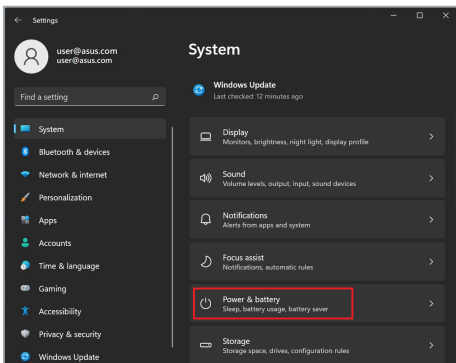 Settings
user@asus.com
user@asus.com
Find a setting
System
Bluetooth & devices
Network & internet
Personalization
Apps
Accounts
Time & language
Gaming
Accessibility
Privacy & security
Windows Update
System
Windows Update
Last checked: 12 minutes ago
Display
Monitors, brightness, night light, display profile
Sound
Volume levels, output, input, sound devices
Notifications
Alerts from apps and system
Focus assist
Notifications, automatic rules
Power & battery
Sleep, battery usage, battery saver
Storage
Storage space, drives, configuration rules